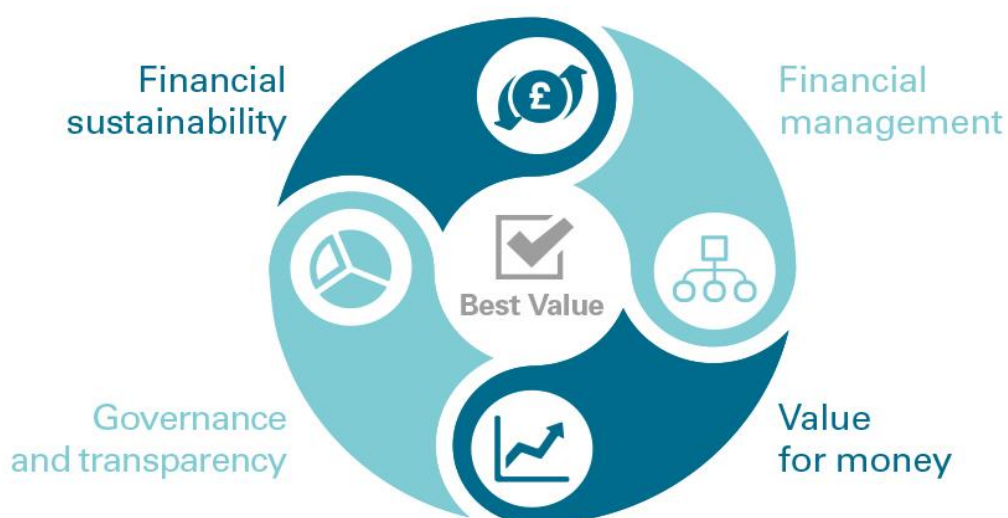 Financial
sustainability
£
Financial
management
Best Value
Governance
and transparency
Value
for money